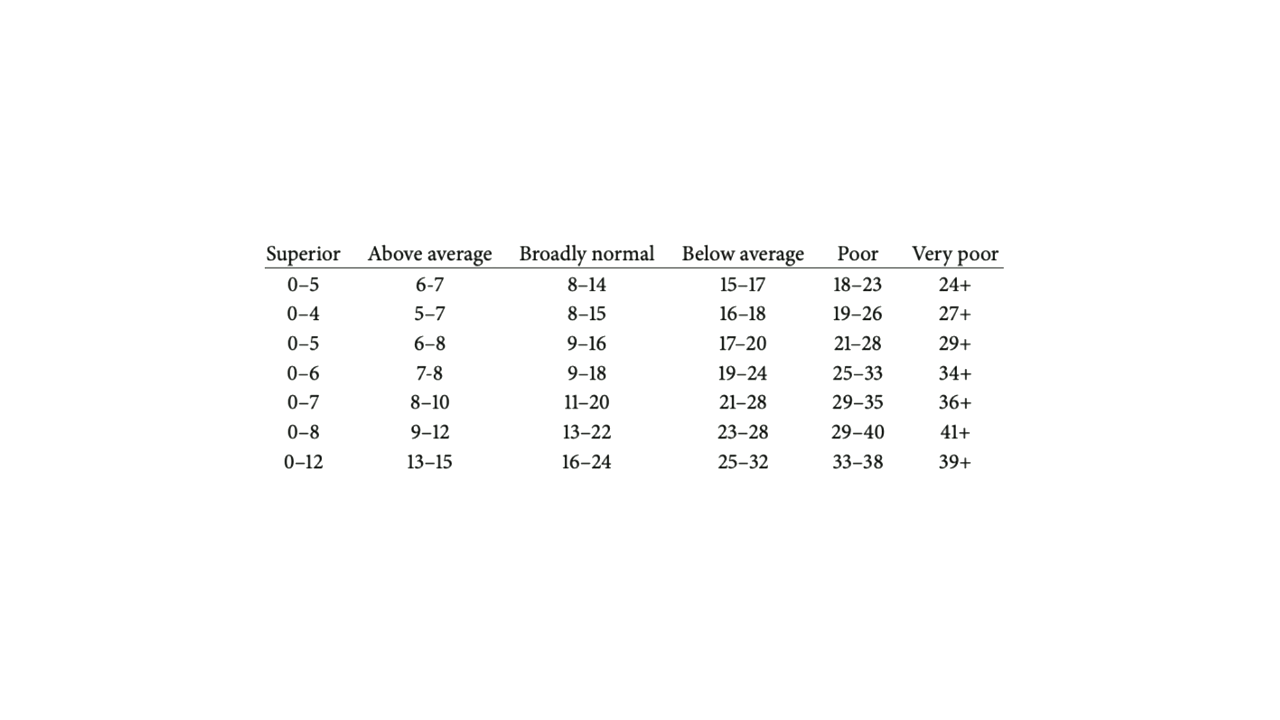 Superior Above average Broadly normal Below average Poor Very poor
0–5 6-7 8–14 15–17 18–23 24+
0–4 5–7 8–15 16–18 19–26 27+
0–5 6–8 9–16 17–20 21–28 29+
0–6 7-8 9–18 19–24 25–33 34+
0–7 8–10 11–20 21–28 29–35 36+
0–8 9–12 13–22 23–28 29–40 41+
0–12 13–15 16–24 25–32 33–38 39+